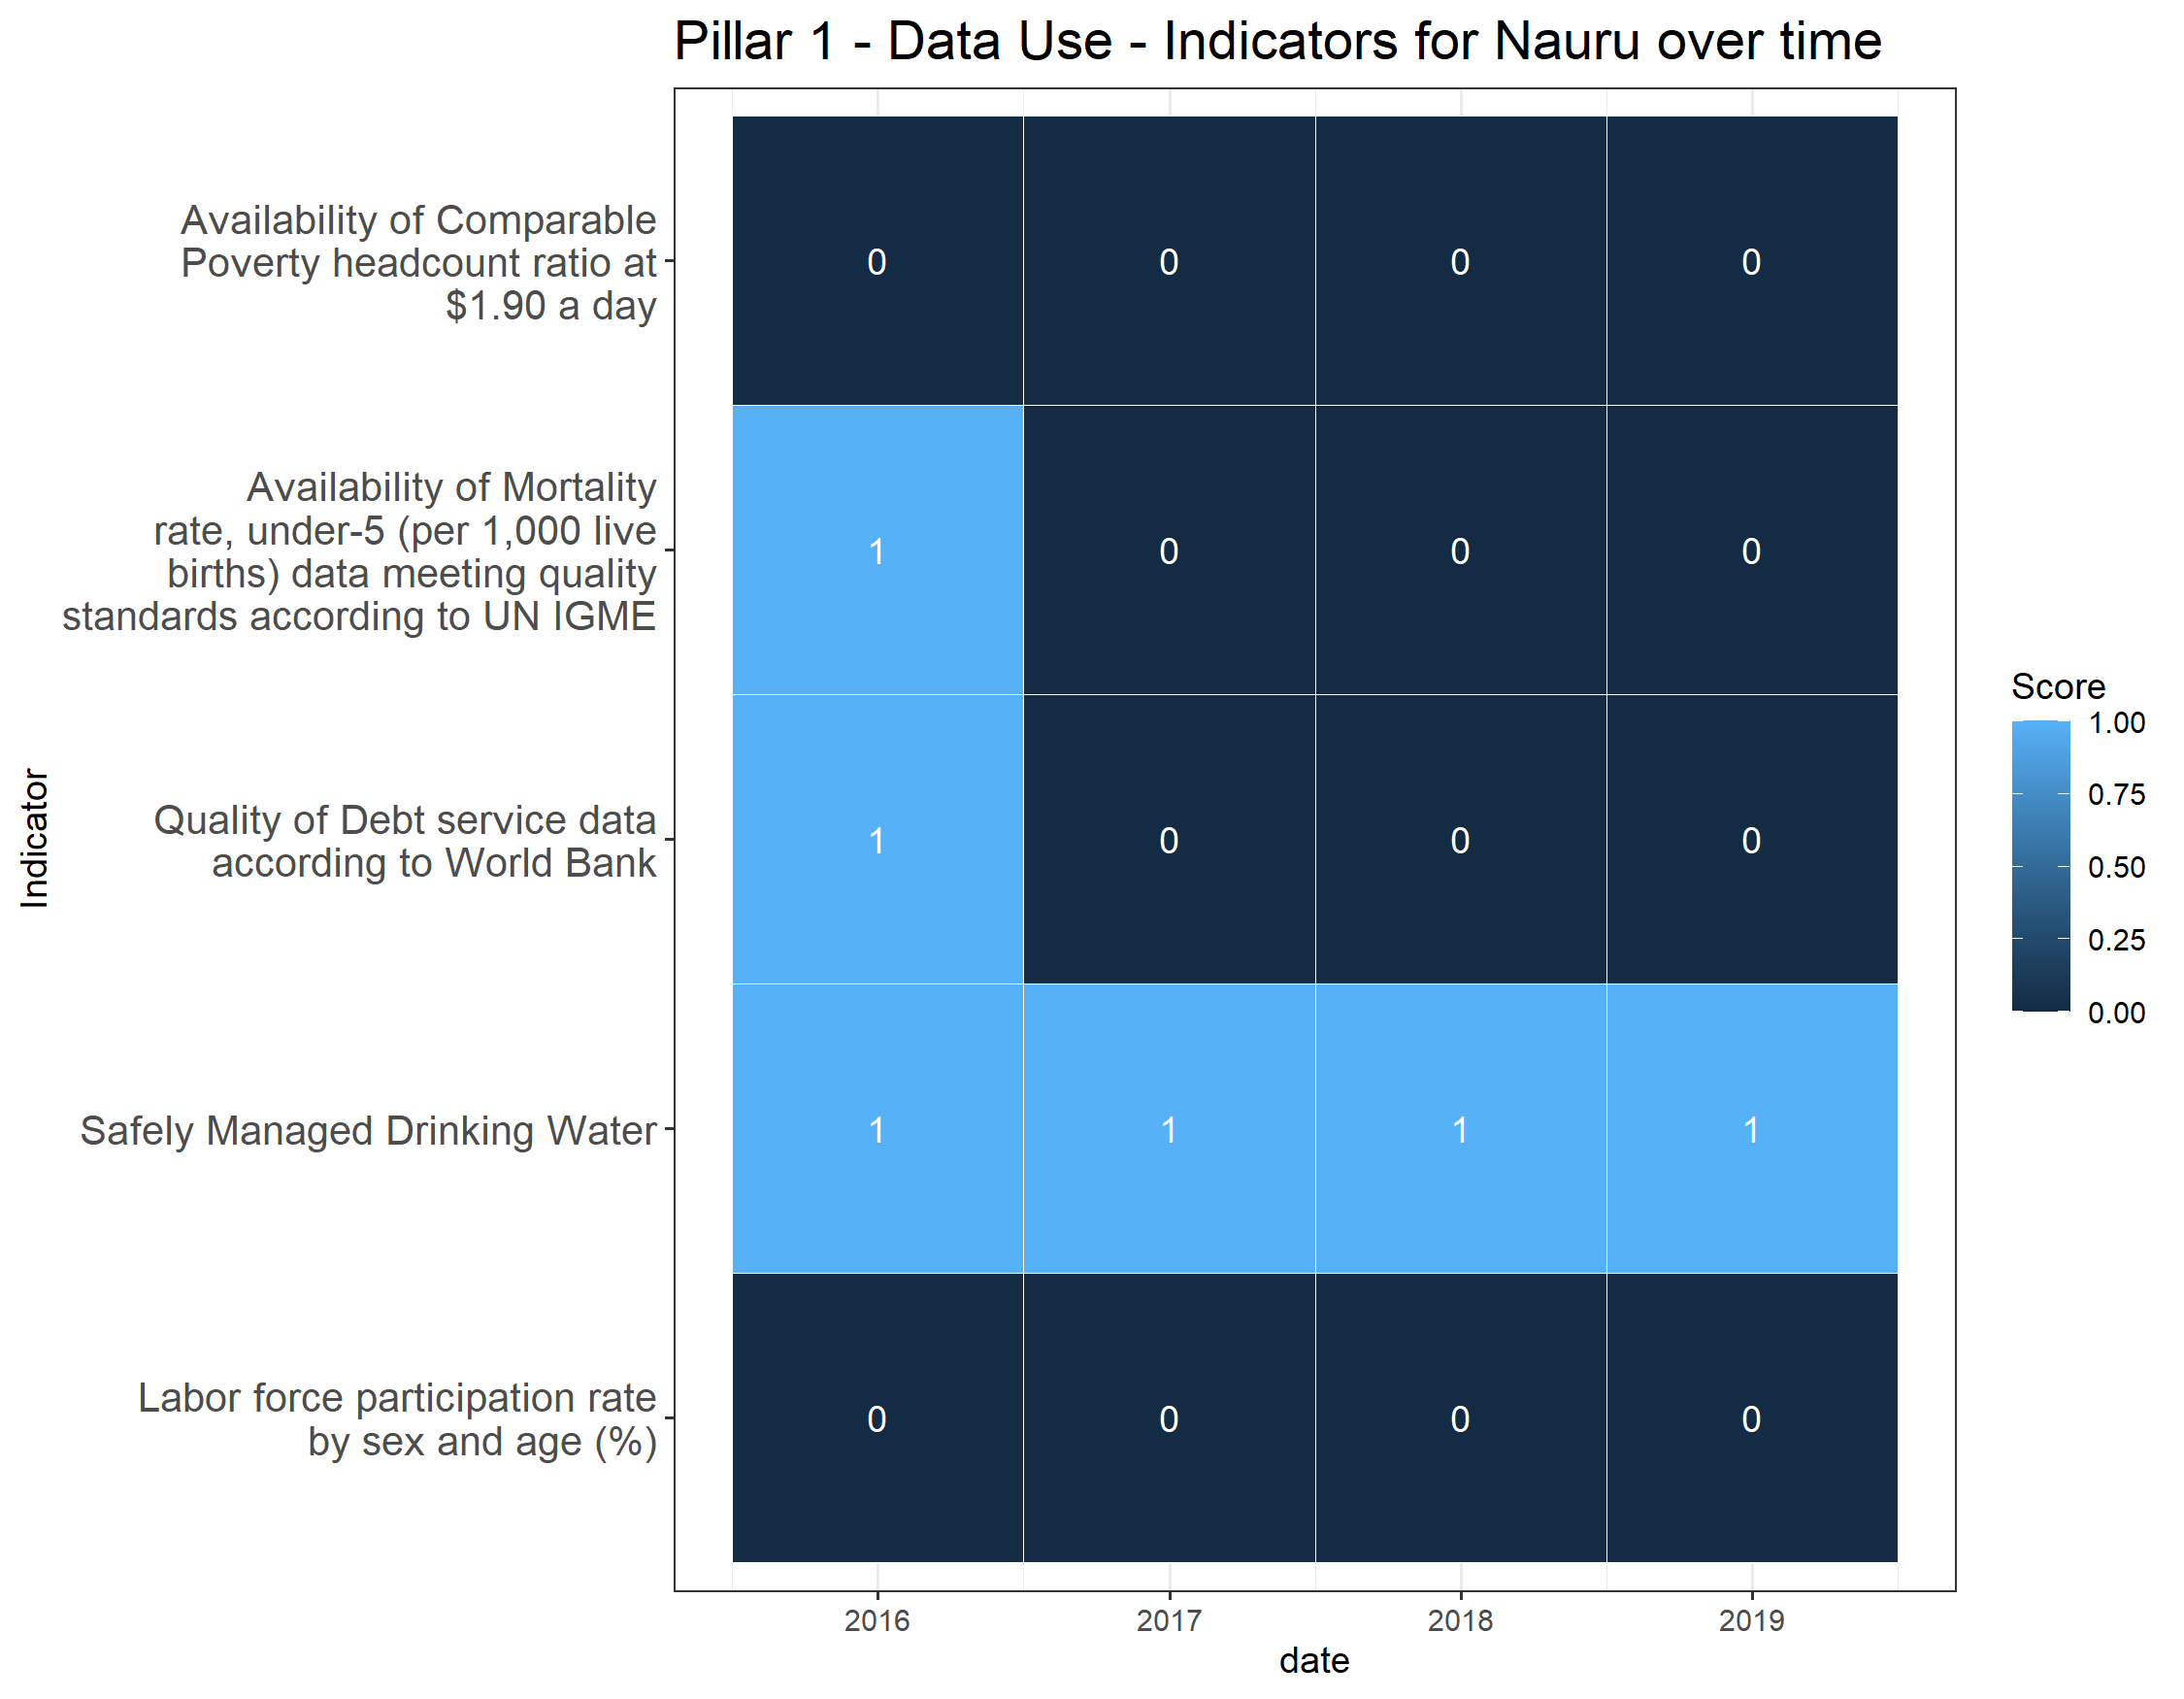 Pillar 1 - Data Use - Indicators for Nauru over time
Indicator
Availability of Comparable
Poverty headcount ratio at
$1.90 a day
0 0 0 0
Availability of Mortality
rate, under-5 (per 1,000 live
births) data meeting quality
standards according to UN IGME
1 0 0 0
Quality of Debt service data
according to World Bank
1 0 0 0
Safely Managed Drinking Water
1 1 1 1
Labor force participation rate
by sex and age (%)
0 0 0 0
2016 2017 2018 2019
date
Score
1.00
0.75
0.50
0.25
0.00